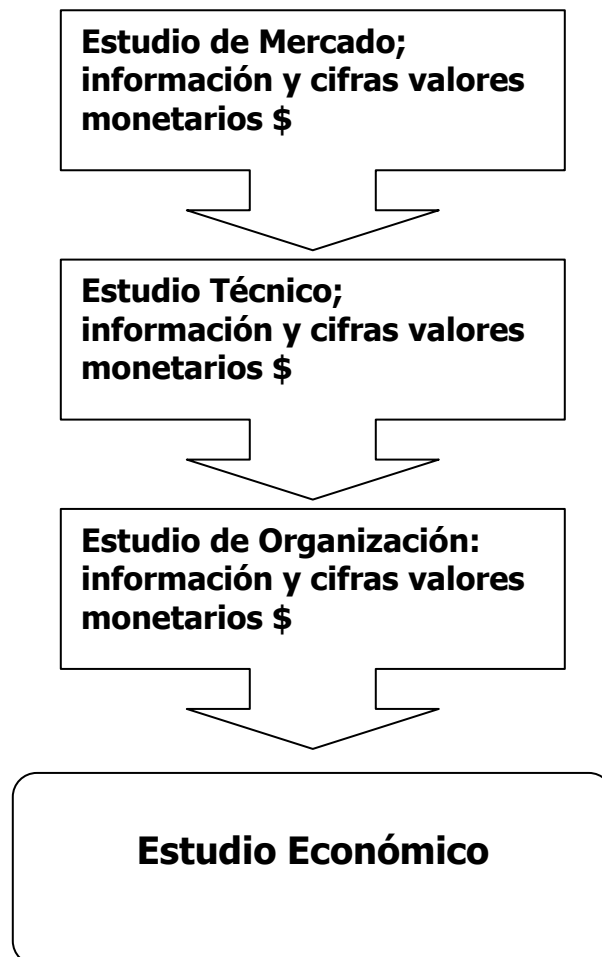 Estudio de Mercado;
información y cifras valores
monetarios $
Estudio Técnico;
información y cifras valores
monetarios $
Estudio de Organización:
información y cifras valores
monetarios $
Estudio Económico